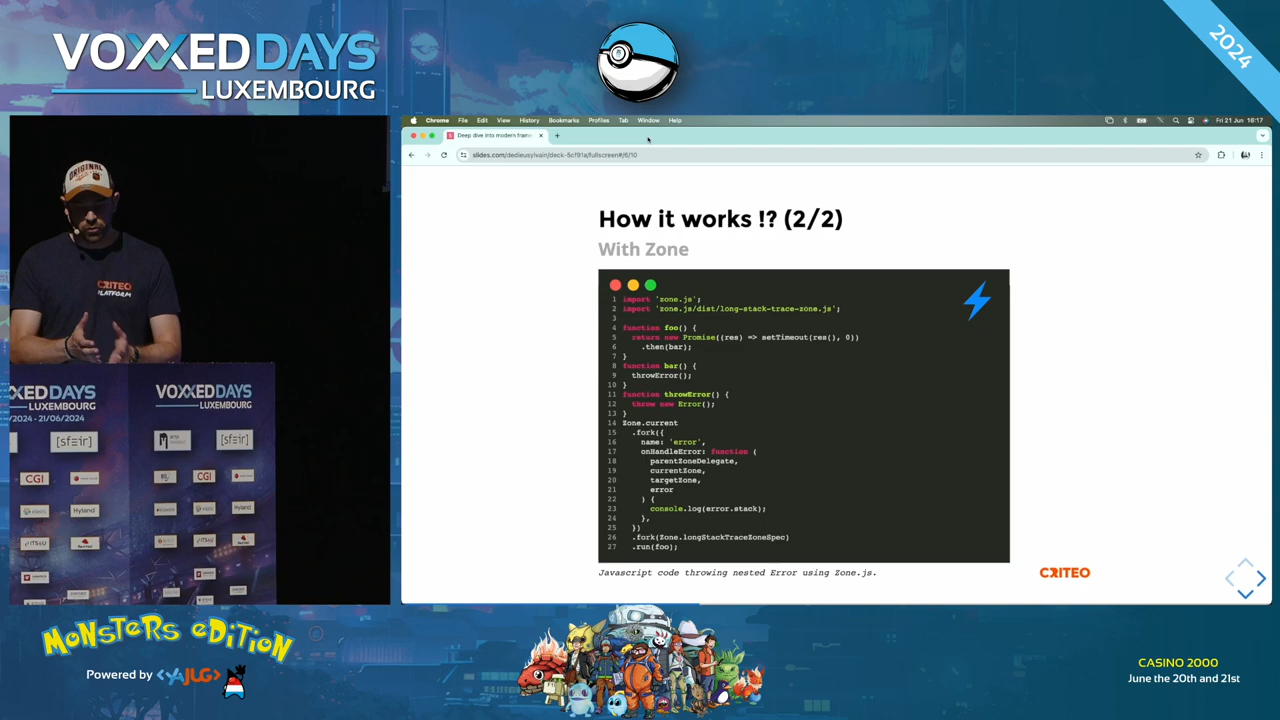 VOXXED DAYS
LUXEMBOURG
2024
Chrome File Edit View History Bookmarks Profiles Tab Window Help
Fri 21 Jun 16:17
Deep dive into modern fram
slides.com/dedieusylvain/deck-5cf91a/fullscreen#/6/10
ORIGINAL
CRITEO
PLATFORM
How it works !? (2/2)
With Zone
1 import 'zone.js';
2 import 'zone.js/dist/long-stack-trace-zone.js';
3
4 function foo() {
5 return new Promise((res) => setTimeout(res(), 0))
6 .then(bar);
7 }
8 function bar() {
9 throwError();
10 }
11 function throwError() {
12 throw new Error();
13 }
14 Zone.current
15 .fork({
16 name: 'error',
17 onHandleError: function (
18 parentZoneDelegate,
19 currentZone,
20 targetZone,
21 error
22 ) {
23 console.log(error.stack);
24 },
25 })
26 .fork(Zone.longStackTraceZoneSpec)
27 .run(foo);
Javascript code throwing nested Error using Zone.js.
CRITEO
XXED DAYS
LUXEMBOURG
/2024 - 21/06/2024
[sfeir]
CGI
Hyland
VOXXED DAYS
LUXEMBOURG
[sfeir]
CGI
Hyland
MONSTERS EDITION
Powered by <YAJUG>
CASINO 2000
June the 20th and 21st